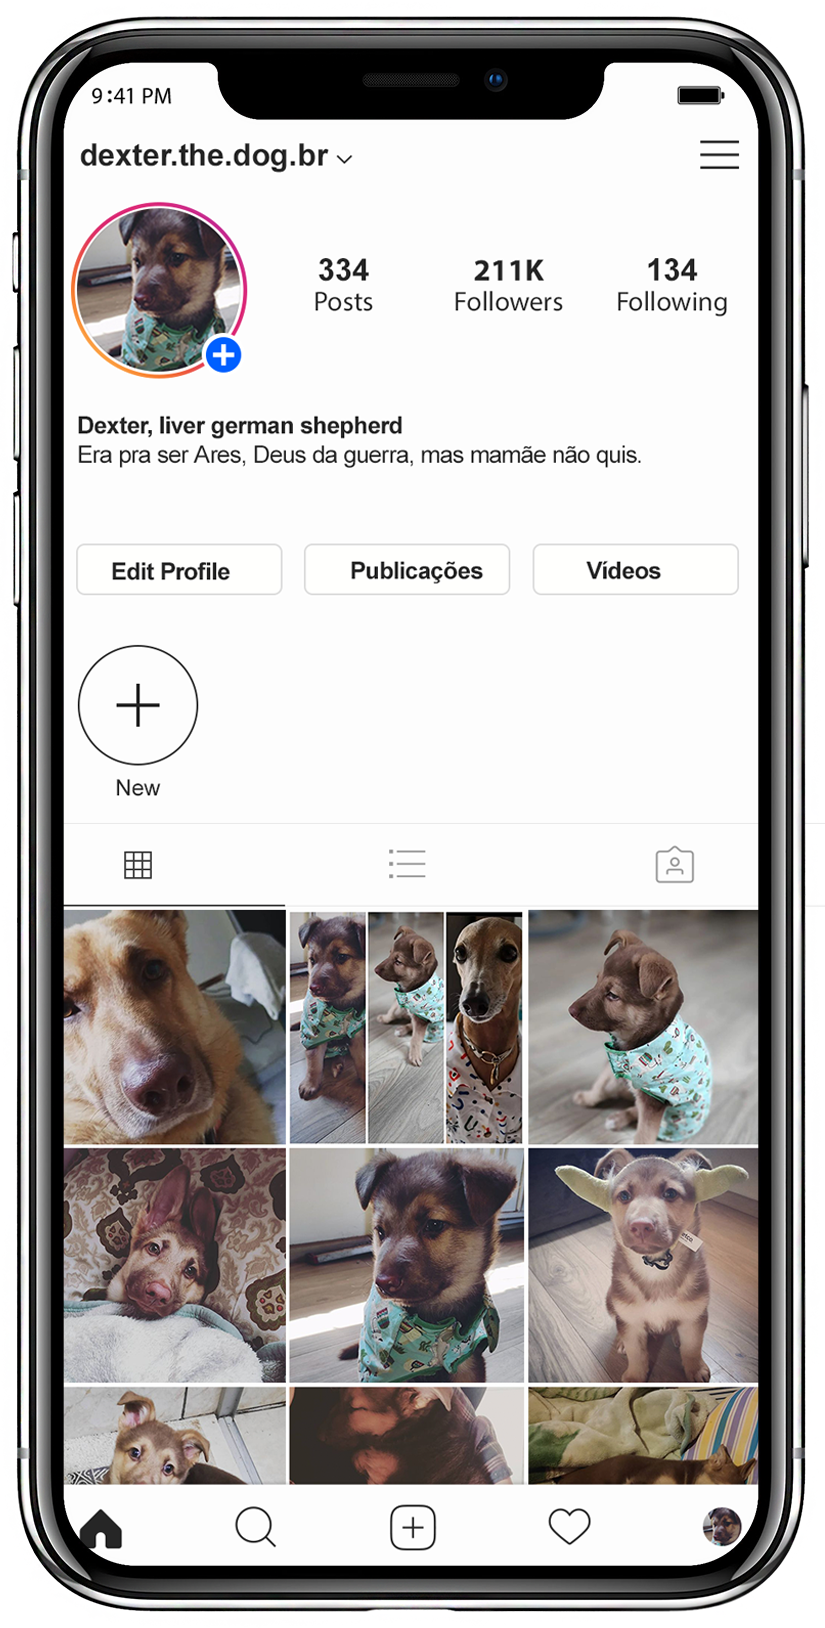 9:41 PM
dexter.the.dog.br
334 211K 134
Posts Followers Following
Dexter, liver german shepherd
Era pra ser Ares, Deus da guerra, mas mamãe não quis.
Edit Profile Publicações Vídeos
New